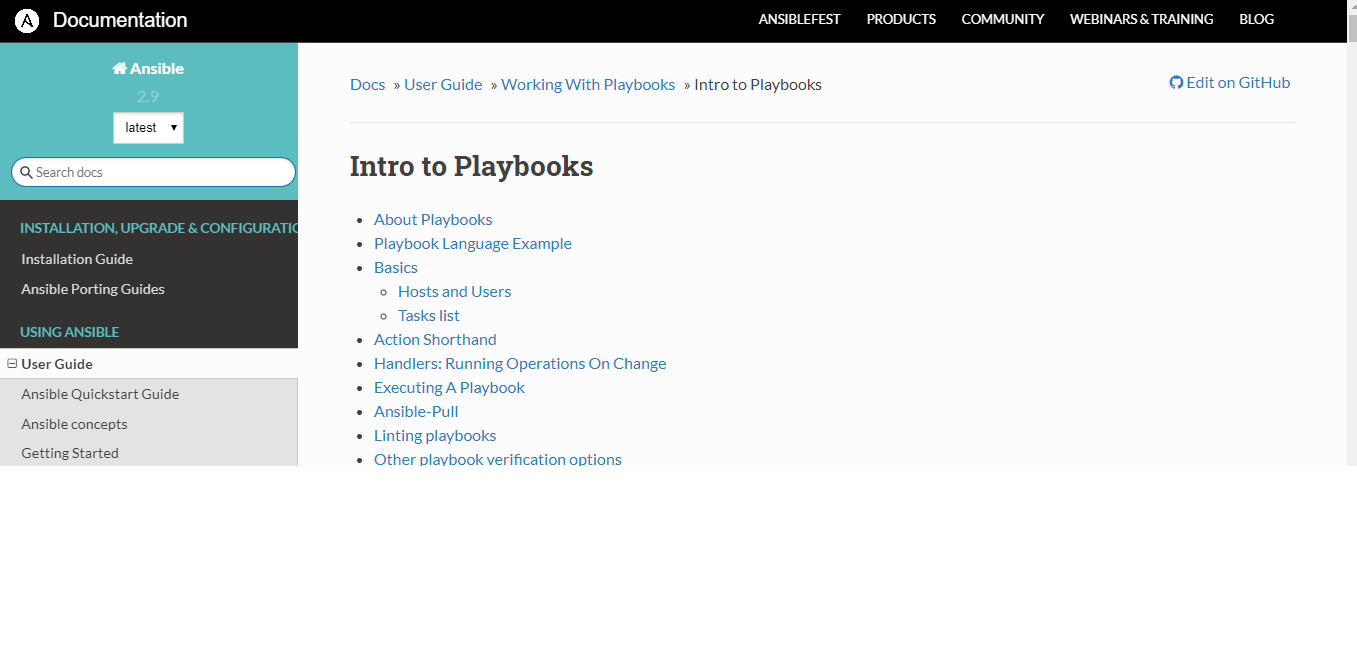 Documentation
ANSIBLEFEST PRODUCTS COMMUNITY WEBINARS & TRAINING BLOG
Ansible
2.9
latest
Search docs
INSTALLATION, UPGRADE & CONFIGURATIO
Installation Guide
Ansible Porting Guides
USING ANSIBLE
User Guide
Ansible Quickstart Guide
Ansible concepts
Getting Started
Docs » User Guide » Working With Playbooks » Intro to Playbooks
Edit on GitHub
Intro to Playbooks
About Playbooks
Playbook Language Example
Basics
Hosts and Users
Tasks list
Action Shorthand
Handlers: Running Operations On Change
Executing A Playbook
Ansible-Pull
Linting playbooks
Other playbook verification options